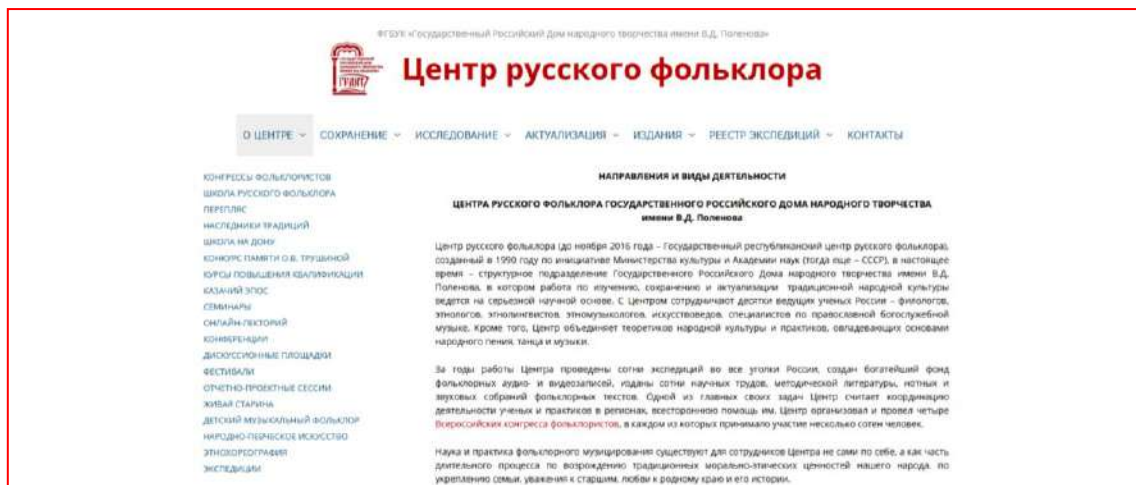 ФГБУК «Государственный Российский Дом народного творчества имени В.Д. Поленова»
Центр русского фольклора
О ЦЕНТРЕ СОХРАНЕНИЕ ИССЛЕДОВАНИЕ АКТУАЛИЗАЦИЯ ИЗДАНИЯ РЕЕСТР ЭКСПЕДИЦИЙ КОНТАКТЫ
КОНГРЕССЫ ФОЛЬКЛОРИСТОВ
ШКОЛА РУССКОГО ФОЛЬКЛОРА
ПЕРЕПЛЯС
НАСЛЕДНИКИ ТРАДИЦИЙ
ШКОЛА НА ДОНУ
КОНКУРС ПАМЯТИ О.В. ТРУШИНОЙ
КУРСЫ ПОВЫШЕНИЯ КВАЛИФИКАЦИИ
КАЗАЧИЙ ЭПОС
СЕМИНАРЫ
ОНЛАЙН-ЛЕКТОРИЙ
КОНФЕРЕНЦИИ
ДИСКУССИОННЫЕ ПЛОЩАДКИ
ФЕСТИВАЛИ
ОТЧЕТНО-ПРОЕКТНЫЕ СЕССИИ
ЖИВАЯ СТАРИНА
ДЕТСКИЙ МУЗЫКАЛЬНЫЙ ФОЛЬКЛОР
НАРОДНО-ПЕВЧЕСКОЕ ИСКУССТВО
ЭТНОХОРЕОГРАФИЯ
ЭКСПЕДИЦИИ
НАПРАВЛЕНИЯ И ВИДЫ ДЕЯТЕЛЬНОСТИ
ЦЕНТРА РУССКОГО ФОЛЬКЛОРА ГОСУДАРСТВЕННОГО РОССИЙСКОГО ДОМА НАРОДНОГО ТВОРЧЕСТВА
имени В.Д. Поленова
Центр русского фольклора (до ноября 2016 года – Государственный республиканский центр русского фольклора),
созданный в 1990 году по инициативе Министерства культуры и Академии наук (тогда еще – СССР), в настоящее
время – структурное подразделение Государственного Российского Дома народного творчества имени В.Д.
Поленова, в котором работа по изучению, сохранению и актуализации традиционной народной культуры
ведется на серьезной научной основе. С Центром сотрудничают десятки ведущих ученых России – филологов,
этнологов, этнолингвистов, этномузыкологов, искусствоведов, специалистов по православной богослужебной
музыке. Кроме того, Центр объединяет теоретиков народной культуры и практиков, овладевающих основами
народного пения, танца и музыки.
За годы работы Центра проведены сотни экспедиций во все уголки России, создан богатейший фонд
фольклорных аудио- и видеозаписей, изданы сотни научных трудов, методической литературы, нотных и
звуковых собраний фольклорных текстов. Одной из главных своих задач Центр считает координацию
деятельности ученых и практиков в регионах, всестороннюю помощь им. Центр организовал и провел четыре
Всероссийских конгресса фольклористов, в каждом из которых принимало участие несколько сотен человек.
Наука и практика фольклорного музицирования существуют для сотрудников Центра не сами по себе, а как часть
длительного процесса по возрождению традиционных морально-этических ценностей нашего народа, по
укреплению семьи, уважения к старшим, любви к родному краю и его истории.